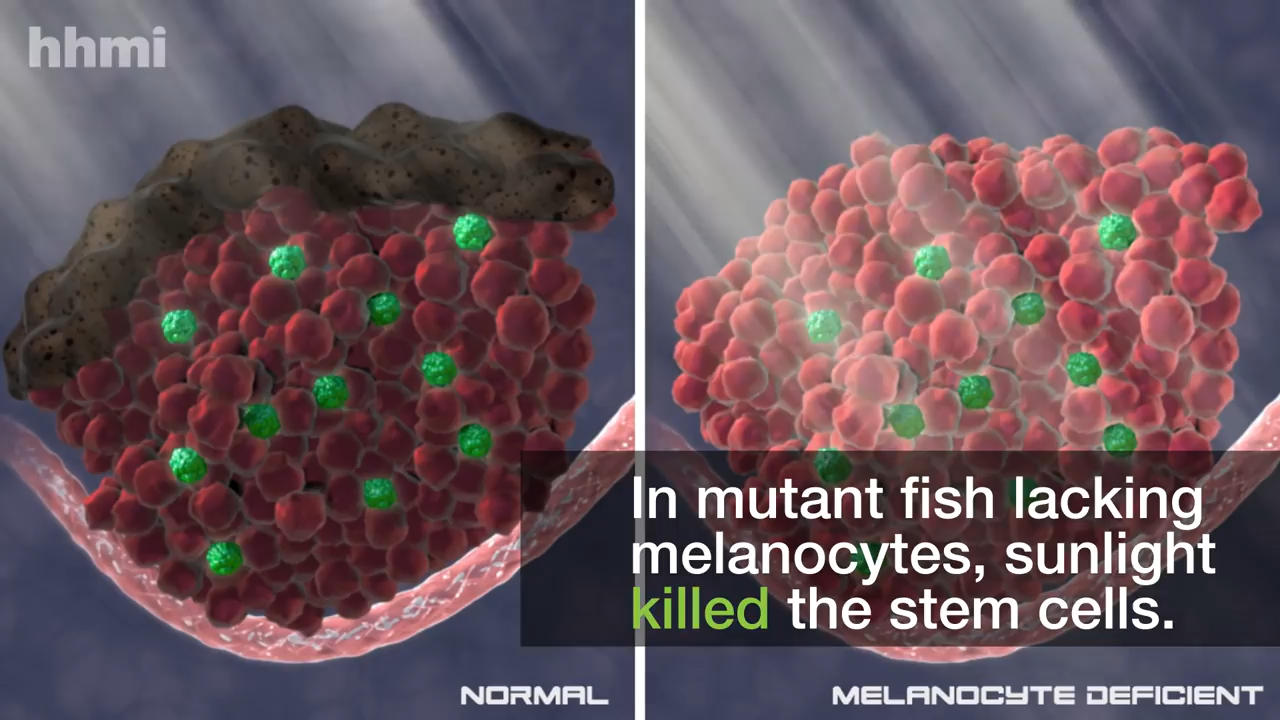 hhmi
In mutant fish lacking
melanocytes, sunlight
killed the stem cells.
NORMAL
MELANOCYTE DEFICIENT